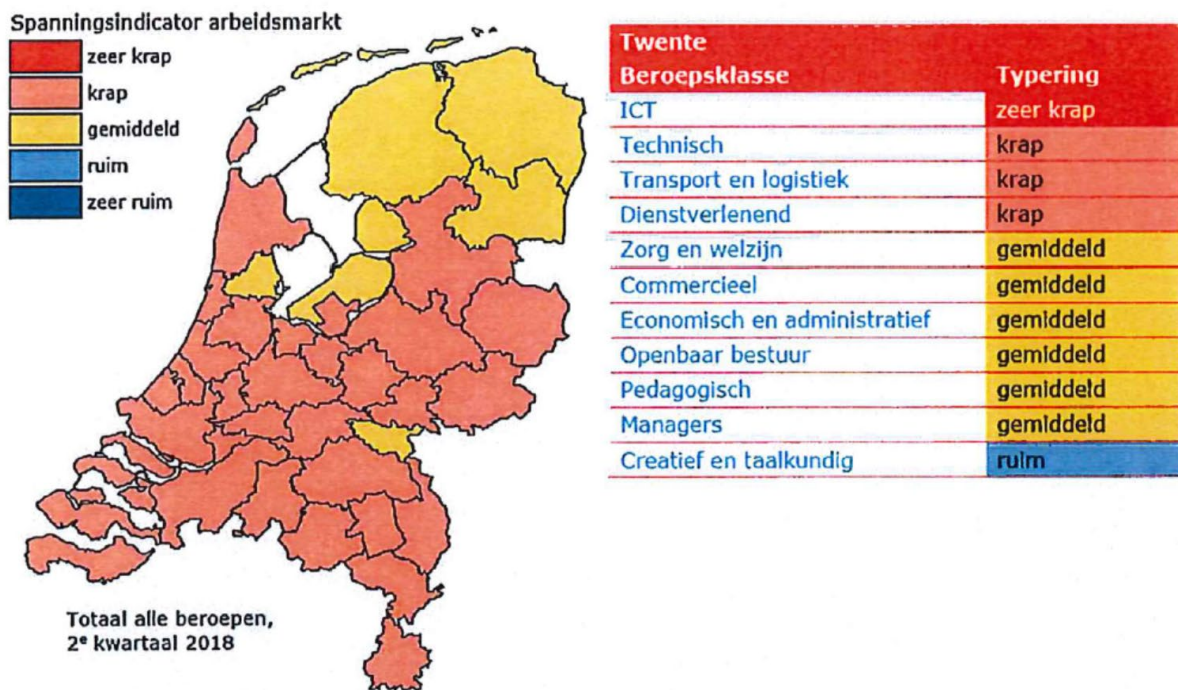 Spanningsindicator arbeidsmarkt
zeer krap
krap
gemiddeld
ruim
zeer ruim
Totaal alle beroepen,
2e kwartaal 2018
Twente
Beroepsklasse Typering
ICT zeer krap
Technisch krap
Transport en logistiek krap
Dienstverlenend krap
Zorg en welzijn gemiddeld
Commercieel gemiddeld
Economisch en administratief gemiddeld
Openbaar bestuur gemiddeld
Pedagogisch gemiddeld
Managers gemiddeld
Creatief en taalkundig ruim